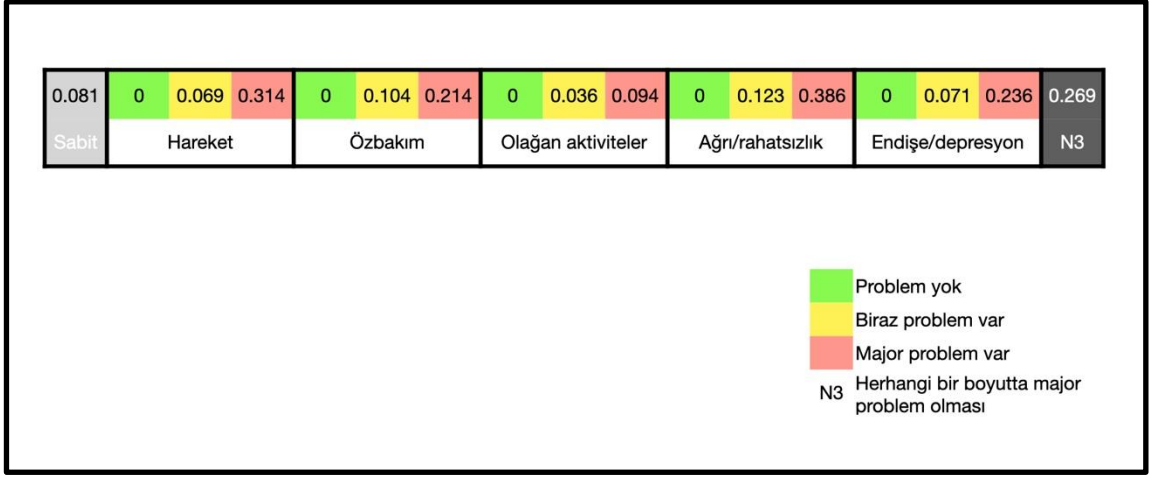 0.081 0 0.069 0.314 0 0.104 0.214 0 0.036 0.094 0 0.123 0.386 0 0.071 0.236 0.269
Sabit Hareket Özbakım Olağan aktiviteler Ağrı/rahatsızlık Endişe/depresyon N3
Problem yok
Biraz problem var
Major problem var
N3 Herhangi bir boyutta major
problem olması